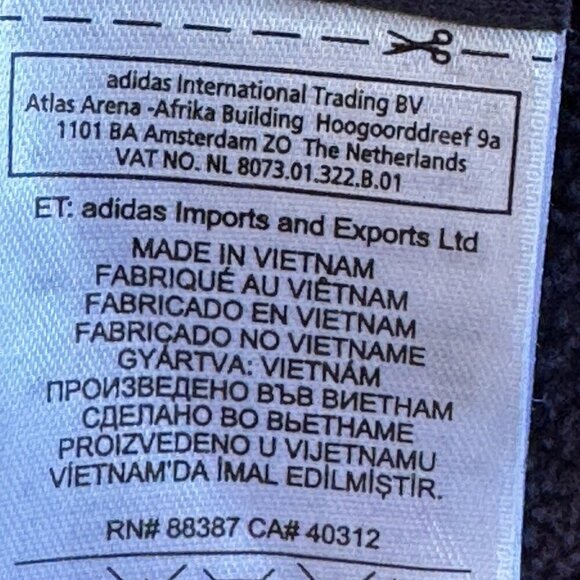 adidas International Trading BV
Atlas Arena -Afrika Building Hoogoorddreef 9a
1101 BA Amsterdam ZO The Netherlands
VAT NO. NL 8073.01.322.B.01
ET: adidas Imports and Exports Ltd
MADE IN VIETNAM
FABRIQUÉ AU VIÊTNAM
FABRICADO EN VIETNAM
FABRICADO NO VIETNAME
GYÁRTVA: VIETNÁM
ПРОИЗВЕДЕНО ВЪВ ВИЕТНАМ
СДЕЛАНО ВО ВЬЕТНАМЕ
PROIZVEDENO U VIJETNAMU
VİETNAM'DA İMAL EDİLMİŞTİR.
RN# 88387 CA# 40312